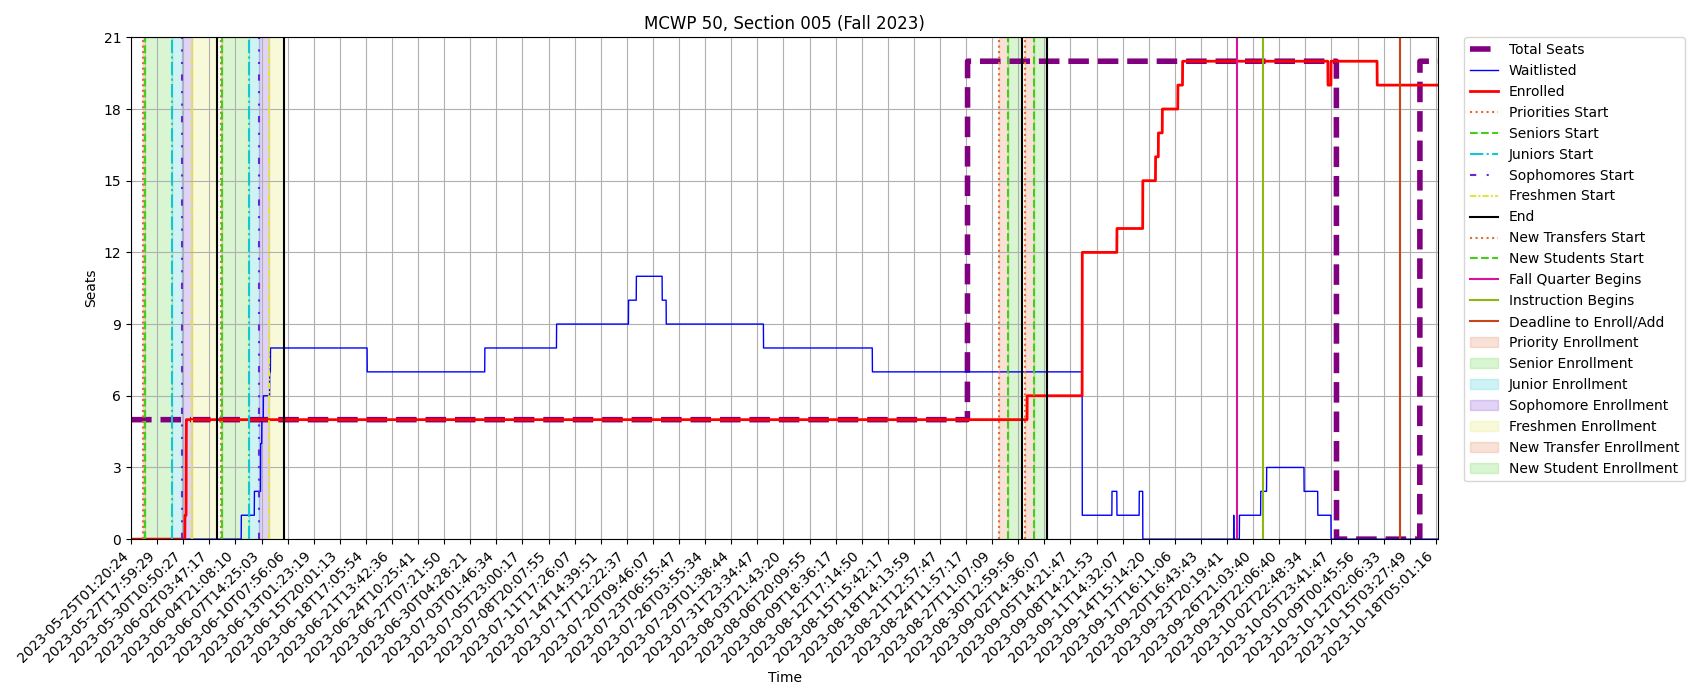 MCWP 50, Section 005 (Fall 2023)
21
18
15
12
9
6
3
0
Seats
2023-05-25T01:20:24
2023-05-27T17:59:29
2023-05-30T10:50:27
2023-06-02T03:47:17
2023-06-04T21:08:10
2023-06-07T14:25:03
2023-06-10T07:56:06
2023-06-13T01:23:19
2023-06-15T20:01:13
2023-06-18T17:05:54
2023-06-21T13:42:36
2023-06-24T10:25:41
2023-06-27T07:21:50
2023-06-30T04:28:21
2023-07-03T01:46:34
2023-07-05T23:00:17
2023-07-08T20:07:55
2023-07-11T17:26:07
2023-07-14T14:39:51
2023-07-17T12:22:37
2023-07-20T09:46:07
2023-07-23T06:55:47
2023-07-26T03:55:34
2023-07-29T01:38:44
2023-07-31T23:34:47
2023-08-03T21:43:20
2023-08-06T20:09:55
2023-08-09T18:36:17
2023-08-12T17:14:50
2023-08-15T15:42:17
2023-08-18T14:13:59
2023-08-21T12:57:47
2023-08-24T11:57:17
2023-08-27T11:07:09
2023-08-30T12:59:56
2023-09-02T14:36:07
2023-09-05T14:21:47
2023-09-08T14:21:53
2023-09-11T14:32:07
2023-09-14T15:14:20
2023-09-17T16:11:06
2023-09-20T16:43:43
2023-09-23T20:19:41
2023-09-26T21:03:40
2023-09-29T22:06:40
2023-10-02T22:48:34
2023-10-05T23:41:47
2023-10-09T00:45:56
2023-10-12T02:06:33
2023-10-15T03:27:49
2023-10-18T05:01:16
Time
Total Seats
Waitlisted
Enrolled
Priorities Start
Seniors Start
Juniors Start
Sophomores Start
Freshmen Start
End
New Transfers Start
New Students Start
Fall Quarter Begins
Instruction Begins
Deadline to Enroll/Add
Priority Enrollment
Senior Enrollment
Junior Enrollment
Sophomore Enrollment
Freshmen Enrollment
New Transfer Enrollment
New Student Enrollment